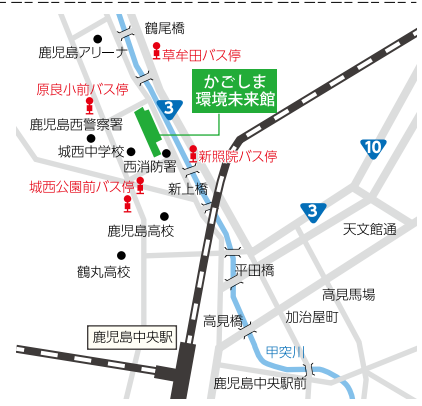 鶴尾橋
鹿児島アリーナ
草牟田バス停
かごしま
環境未来館
原良小前バス停
3
鹿児島西警察署
城西中学校
西消防署
新照院バス停
10
城西公園前バス停
新上橋
3
鹿児島高校
天文館通
鶴丸高校
平田橋
高見馬場
高見橋
加治屋町
鹿児島中央駅
甲突川
鹿児島中央駅前